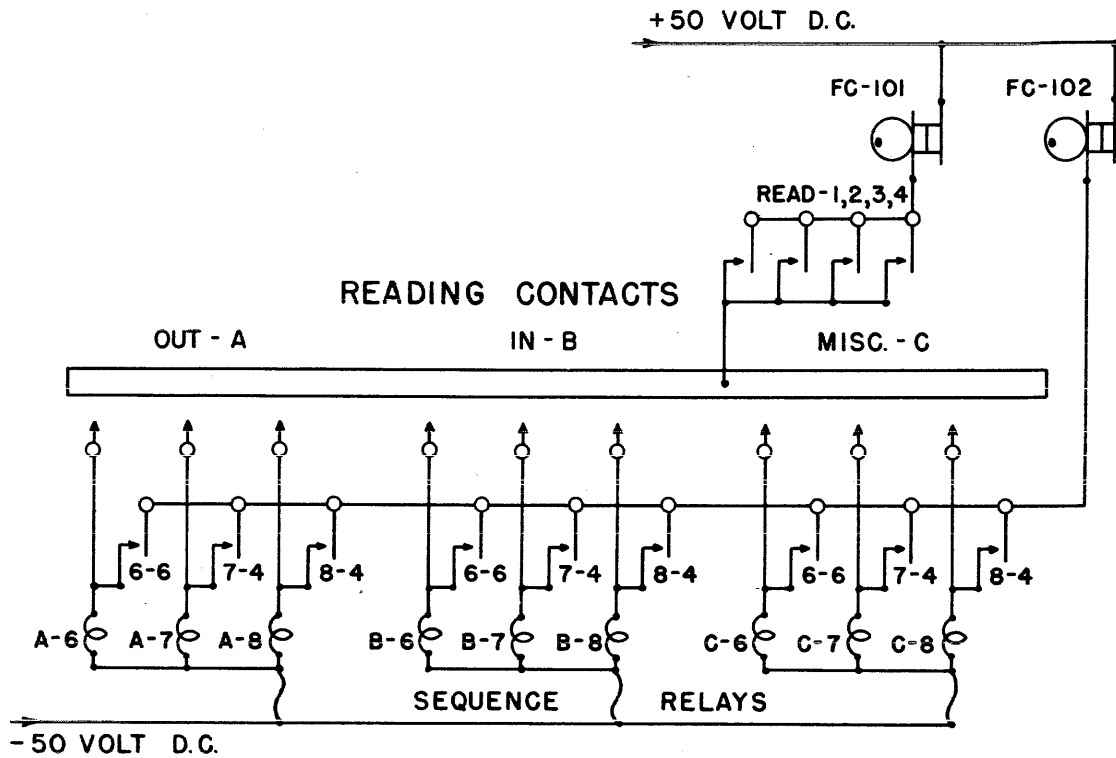 +50 VOLT D.C.
FC-101 FC-102
READ-1,2,3,4
READING CONTACTS
OUT - A IN - B MISC. - C
6-6 7-4 8-4 6-6 7-4 8-4 6-6 7-4 8-4
A-6 A-7 A-8 B-6 B-7 B-8 C-6 C-7 C-8
SEQUENCE RELAYS
-50 VOLT D.C.